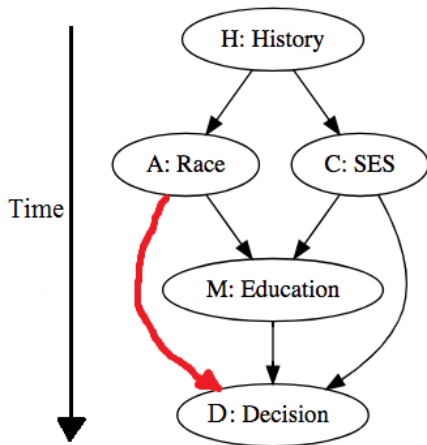 H: History
A: Race
C: SES
Time
M: Education
D: Decision